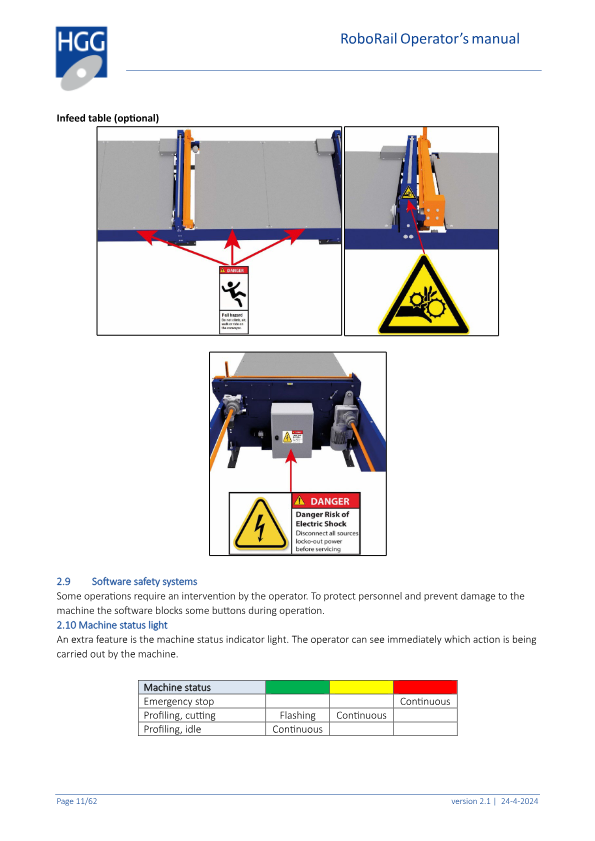 HGG
RoboRail Operator's manual
Infeed table (optional)
DANGER
Fall hazard
DANGER
Danger Risk of
Electric Shock
Disconnect all sources
locko-out power
before servicing
2.9 Software safety systems
Some operations require an intervention by the operator. To protect personnel and prevent damage to the
machine the software blocks some buttons during operation.
2.10 Machine status light
An extra feature is the machine status indicator light. The operator can see immediately which action is being
carried out by the machine.
Machine status
Emergency stop Continuous
Profiling, cutting Flashing Continuous
Profiling, idle Continuous
Page 11/62
version 2.1 | 24-4-2024